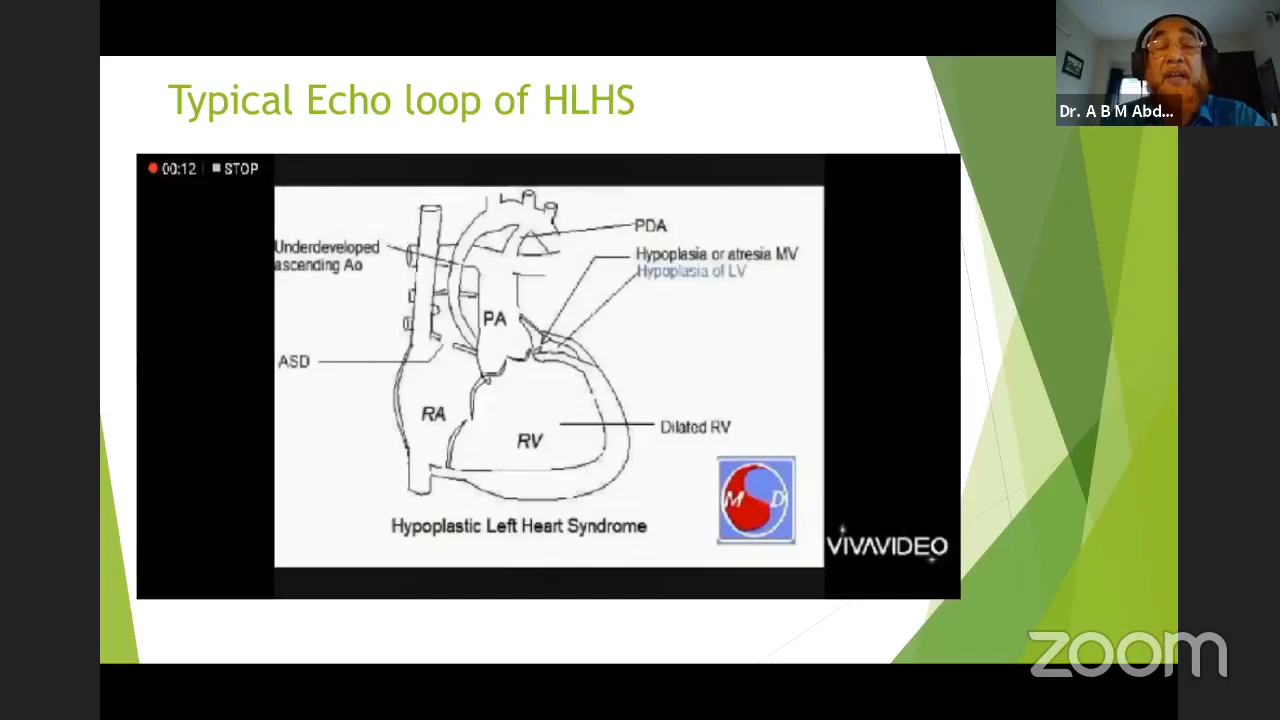 Typical Echo loop of HLHS
Dr. A B M Abd...
00:12
STOP
PDA
Underdeveloped
ascending Ao
Hypoplasia or atresia MV
Hypoplasia of LV
PA
ASD
RA
RV
Dilated RV
M D
Hypoplastic Left Heart Syndrome
VIVAVIDEO
zoom